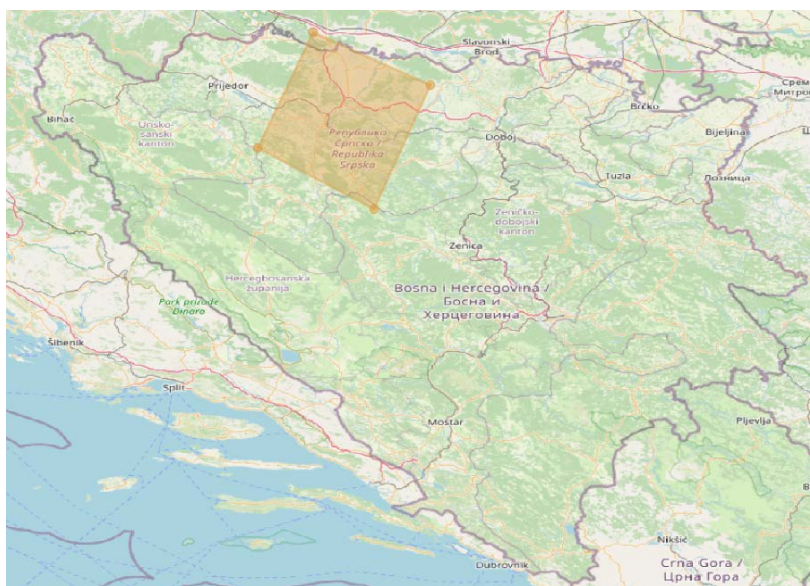 Slavonski
Brod
Срем
Митров
Prijedor
Bihać
Unsko-
sanski
kanton
Република
Српска /
Republika
Srpska
Doboj
Brčko
Bijeljina
Лозница
Tuzla
Zeničko-
dobojski
kanton
Zenica
Hercegbosanska
županija
Bosna i Hercegovina /
Босна и
Херцеговина
Park prirode
Dinara
Šibenik
Split
Mostar
Pljevlja
Nikšić
Dubrovnik
Crna Gora /
Црна Гора